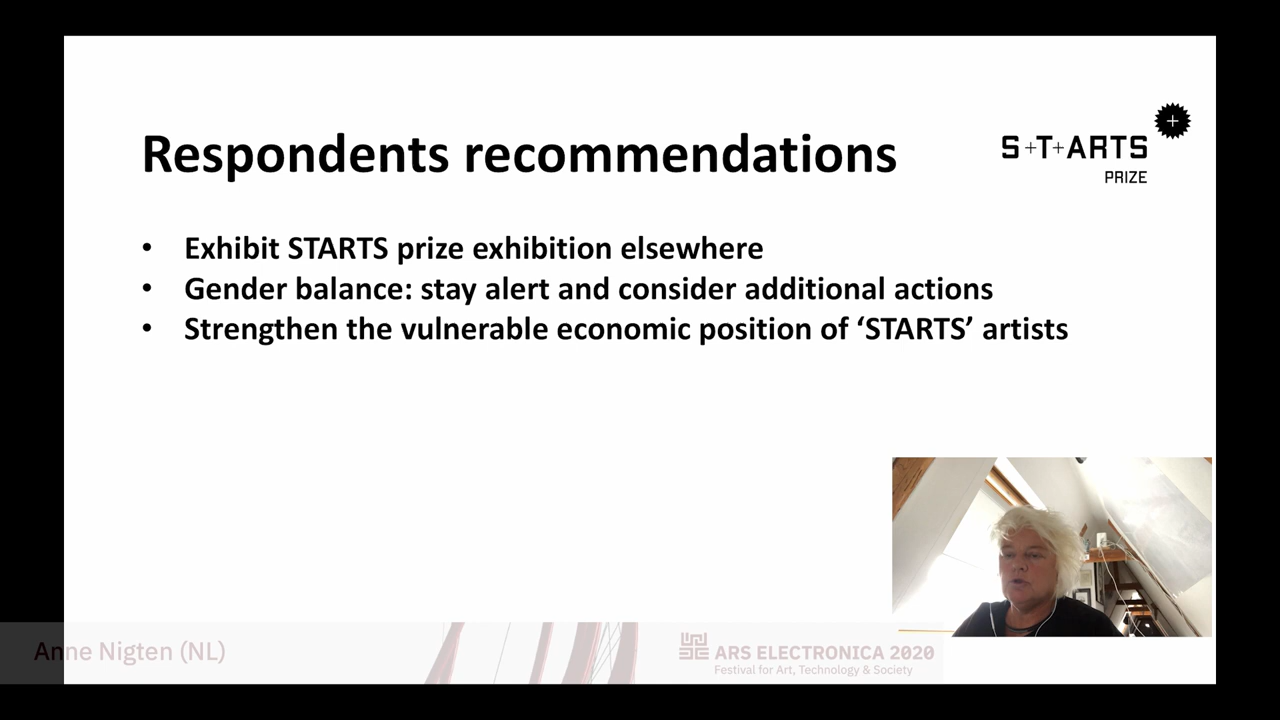 Respondents recommendations
S+T+ARTS
PRIZE
• Exhibit STARTS prize exhibition elsewhere
• Gender balance: stay alert and consider additional actions
• Strengthen the vulnerable economic position of ‘STARTS’ artists
Anne Nigten (NL)
ARS ELECTRONICA 2020
Festival for Art, Technology & Society